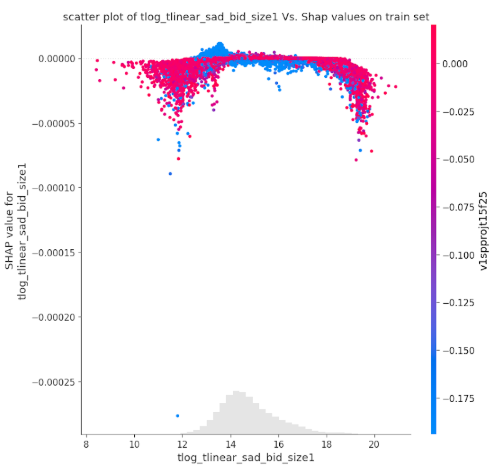 scatter plot of tlog_tlinear_sad_bid_size1 Vs. Shap values on train set
0.00000
−0.00005
−0.00010
−0.00015
−0.00020
−0.00025
SHAP value for
tlog_tlinear_sad_bid_size1
8 10 12 14 16 18 20
tlog_tlinear_sad_bid_size1
0.000
−0.025
−0.050
−0.075
−0.100
−0.125
−0.150
−0.175
v1spprojt15f25